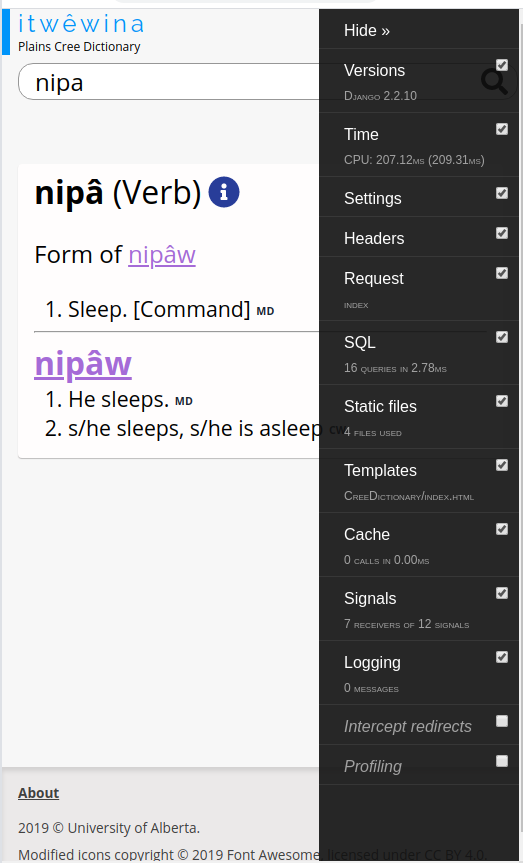 itwêwina
Plains Cree Dictionary
nipa
nipâ (Verb)
Form of nipâw
1. Sleep. [Command] MD
nipâw
1. He sleeps. MD
2. s/he sleeps, s/he is asleep CW
About
2019 © University of Alberta.
Modified icons copyright © 2019 Font Awesome, licensed under CC BY 4.0.
Hide »
Versions
Django 2.2.10
Time
CPU: 207.12ms (209.31ms)
Settings
Headers
Request
index
SQL
16 queries in 2.78ms
Static files
4 files used
Templates
CreeDictionary/index.html
Cache
0 calls in 0.00ms
Signals
7 receivers of 12 signals
Logging
0 messages
Intercept redirects
Profiling